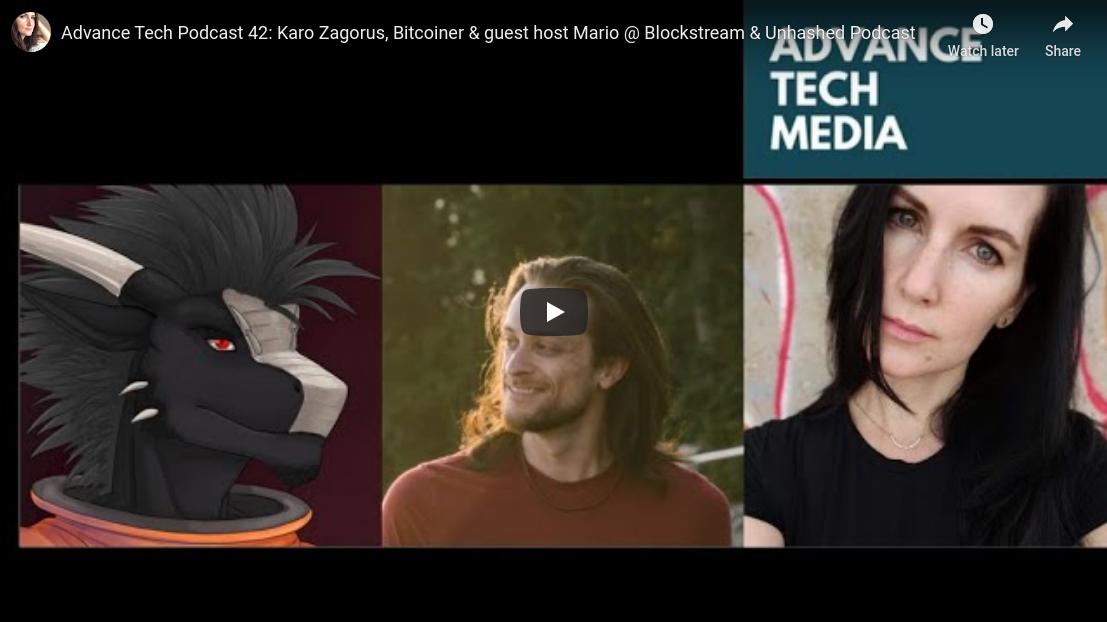 Advance Tech Podcast 42: Karo Zagorus, Bitcoiner & guest host Mario @ Blockstream & Unhashed Podcast
Watch later
Share
ADVANCE
TECH
MEDIA